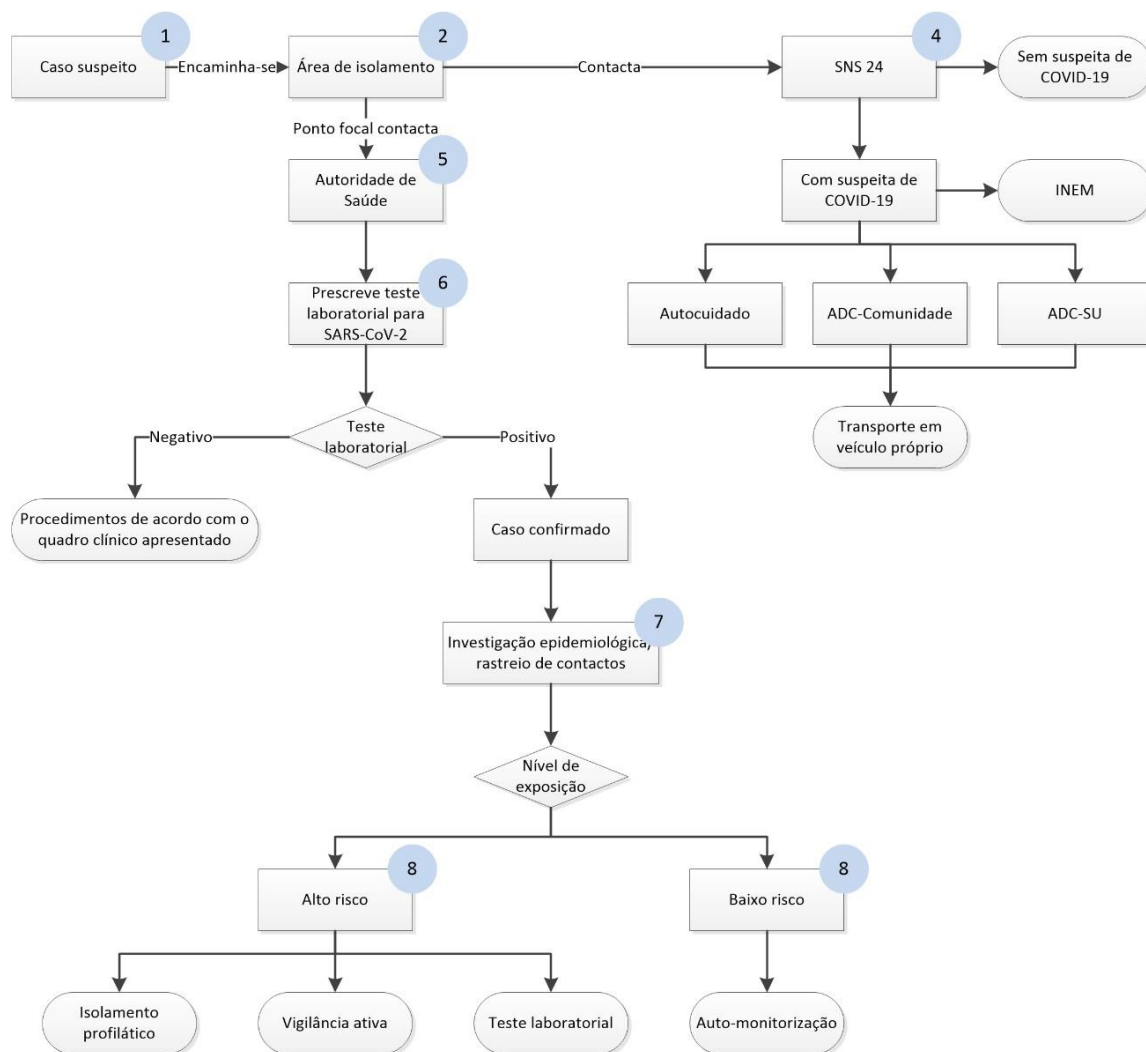 1
Caso suspeito
Encaminha-se
2
Área de isolamento
Contacta
4
SNS 24
Sem suspeita de
COVID-19
Ponto focal contacta
5
Autoridade de
Saúde
Com suspeita de
COVID-19
INEM
6
Prescreve teste
laboratorial para
SARS-CoV-2
Autocuidado
ADC-Comunidade
ADC-SU
Negativo
Teste
laboratorial
Positivo
Transporte em
veículo próprio
Procedimentos de acordo com o
quadro clínico apresentado
Caso confirmado
7
Investigação epidemiológica,
rastreio de contactos
Nível de
exposição
8
Alto risco
8
Baixo risco
Isolamento
profilático
Vigilância ativa
Teste laboratorial
Auto-monitorização